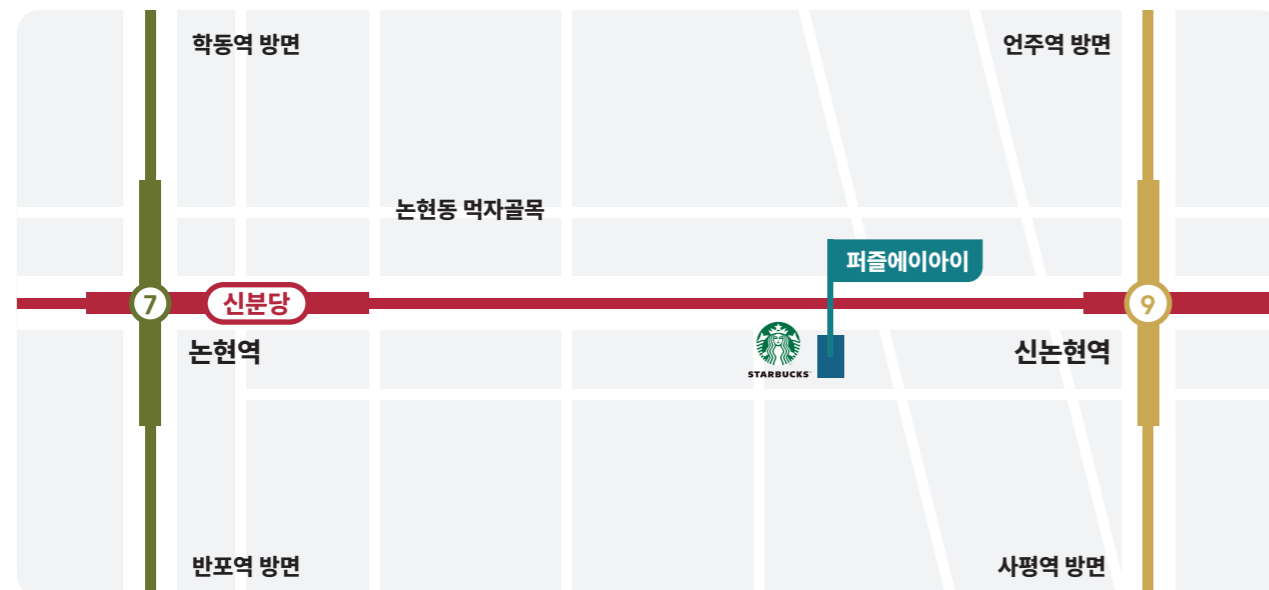 학동역 방면
언주역 방면
논현동 먹자골목
퍼즐에이아이
7
신분당
9
논현역
신논현역
STARBUCKS
반포역 방면
사평역 방면